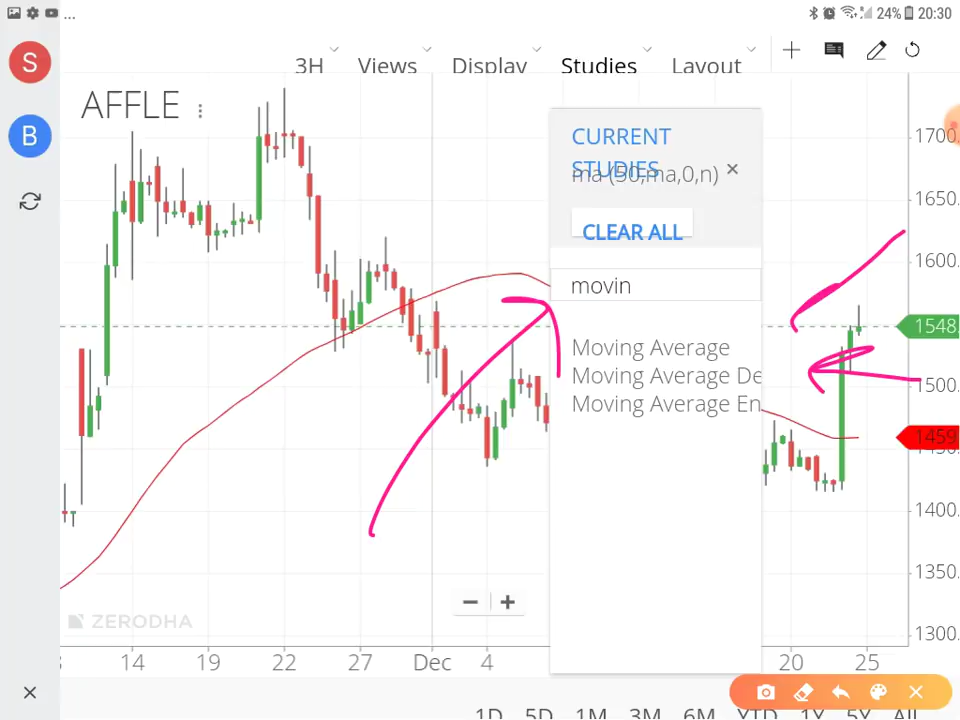 ... 24% 20:30
S 3H Views Display Studies Layout
AFFLE
B
CURRENT
STUDIES
ma (50,ma,0,n)
CLEAR ALL
movin
Moving Average
Moving Average De
Moving Average En
1700.
1650.
1600.
1548.
1500.
1459
1450.
1400.
1350.
1300.
ZERODHA
14 19 22 27 Dec 4 20 25
1D 5D 1M 3M 6M YTD 1Y 5Y All